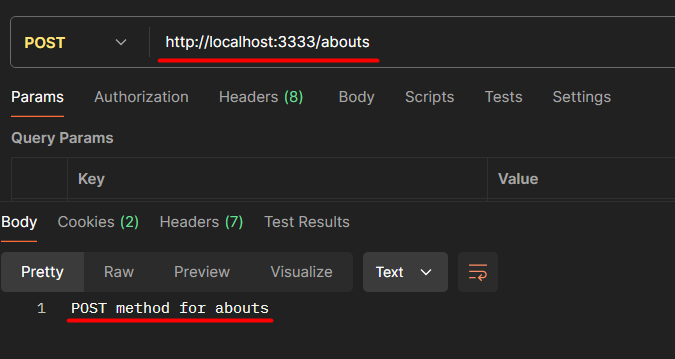 POST http://localhost:3333/abouts
Params Authorization Headers (8) Body Scripts Tests Settings
Query Params
Key Value
Body Cookies (2) Headers (7) Test Results
Pretty Raw Preview Visualize Text
1 POST method for abouts